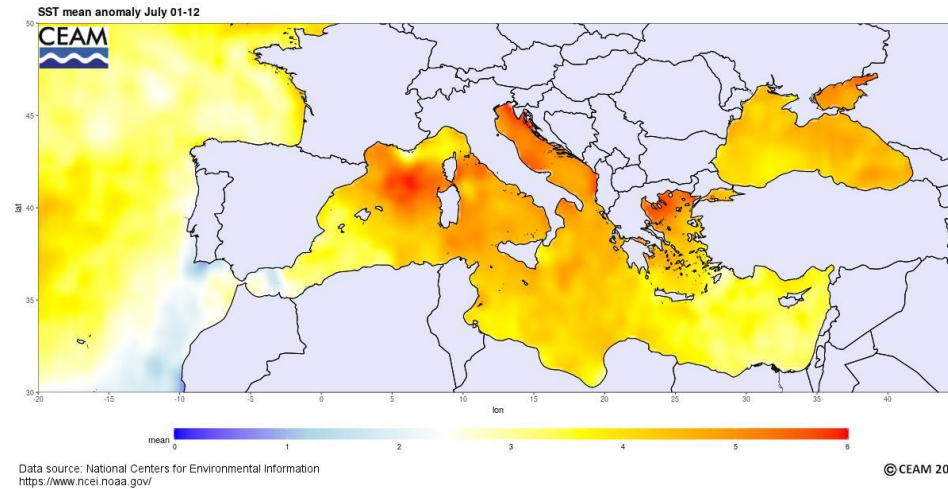 SST mean anomaly July 01-12
CEAM
50
45
lat
40
35
30
-20 -15 -10 -5 0 5 10 15 20 25 30 35 40
lon
mean
0 1 2 3 4 5 6
Data source: National Centers for Environmental Information
https://www.ncei.noaa.gov/
© CEAM 20